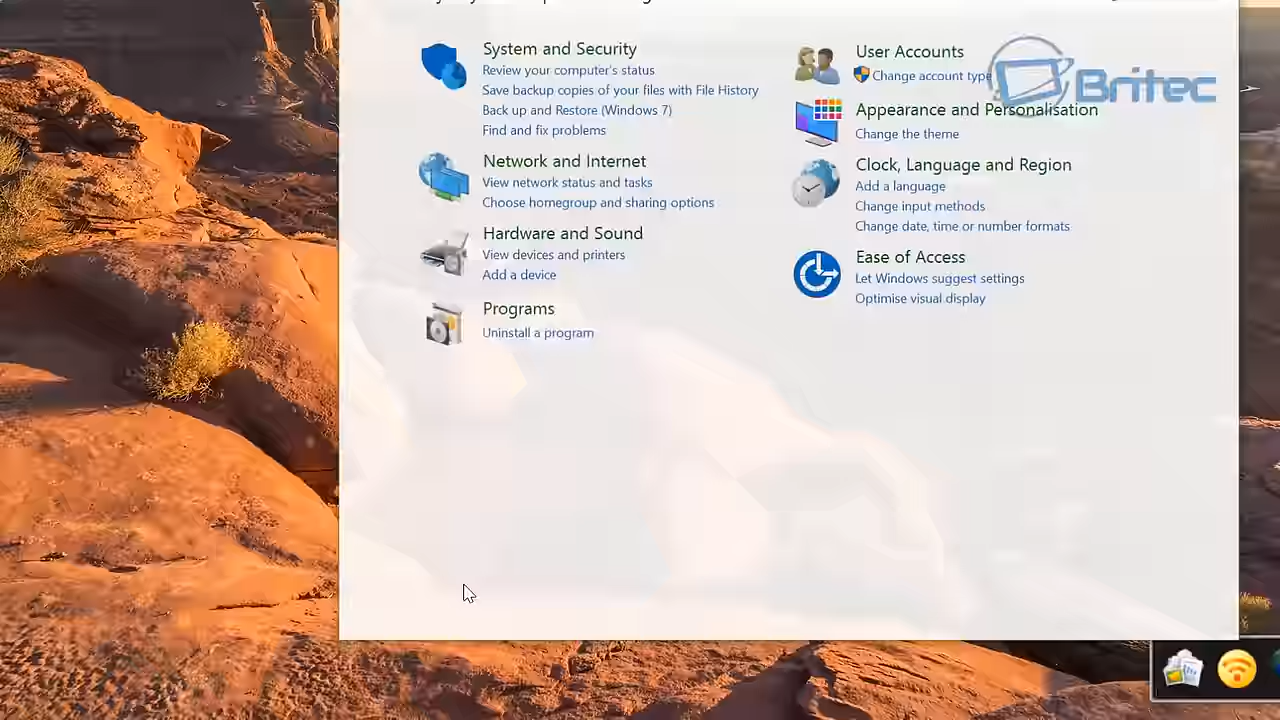 System and Security
Review your computer's status
Save backup copies of your files with File History
Back up and Restore (Windows 7)
Find and fix problems
Network and Internet
View network status and tasks
Choose homegroup and sharing options
Hardware and Sound
View devices and printers
Add a device
Programs
Uninstall a program
User Accounts
Change account type
Appearance and Personalisation
Change the theme
Clock, Language and Region
Add a language
Change input methods
Change date, time or number formats
Ease of Access
Let Windows suggest settings
Optimise visual display
Britec